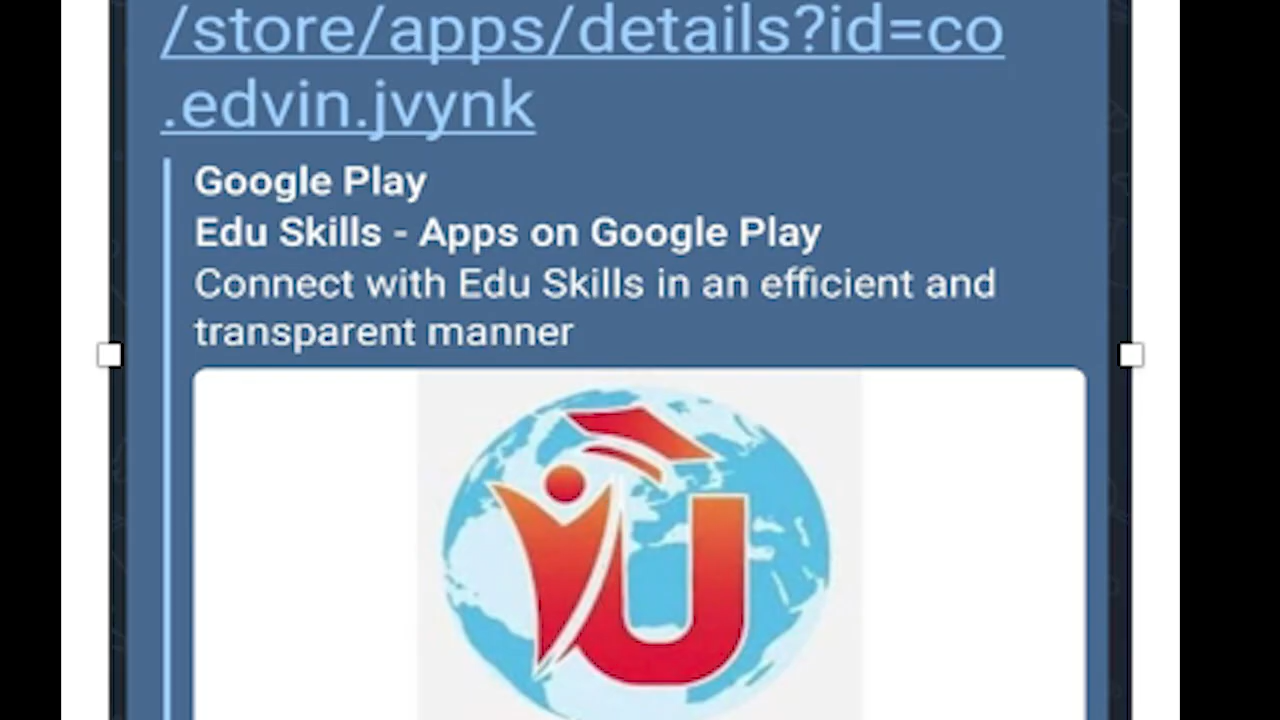 /store/apps/details?id=co
.edvin.jvynk
Google Play
Edu Skills - Apps on Google Play
Connect with Edu Skills in an efficient and
transparent manner
U